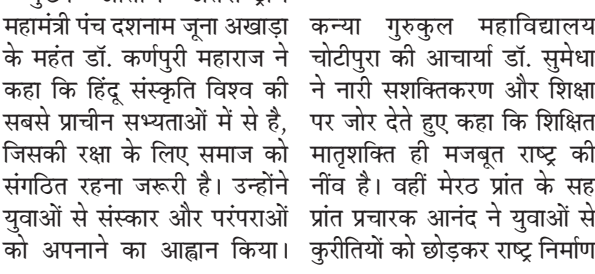 महामंत्री पंच दशनाम जूना अखाड़ा
के महंत डॉ. कर्णपुरी महाराज ने
कहा कि हिंदू संस्कृति विश्व की
सबसे प्राचीन सभ्यताओं में से है,
जिसकी रक्षा के लिए समाज को
संगठित रहना जरूरी है। उन्होंने
युवाओं से संस्कार और परंपराओं
को अपनाने का आह्वान किया।
कन्या गुरुकुल महाविद्यालय
चोटीपुरा की आचार्या डॉ. सुमेधा
ने नारी सशक्तिकरण और शिक्षा
पर जोर देते हुए कहा कि शिक्षित
मातृशक्ति ही मजबूत राष्ट्र की
नींव है। वहीं मेरठ प्रांत के सह
प्रांत प्रचारक आनंद ने युवाओं से
कुरीतियों को छोड़कर राष्ट्र निर्माण